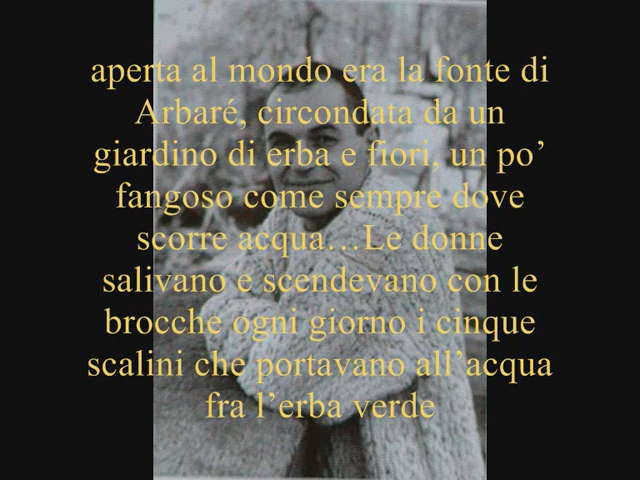 aperta al mondo era la fonte di
Arbaré, circondata da un
giardino di erba e fiori, un po’
fangoso come sempre dove
scorre acqua…Le donne
salivano e scendevano con le
brocche ogni giorno i cinque
scalini che portavano all’acqua
fra l’erba verde